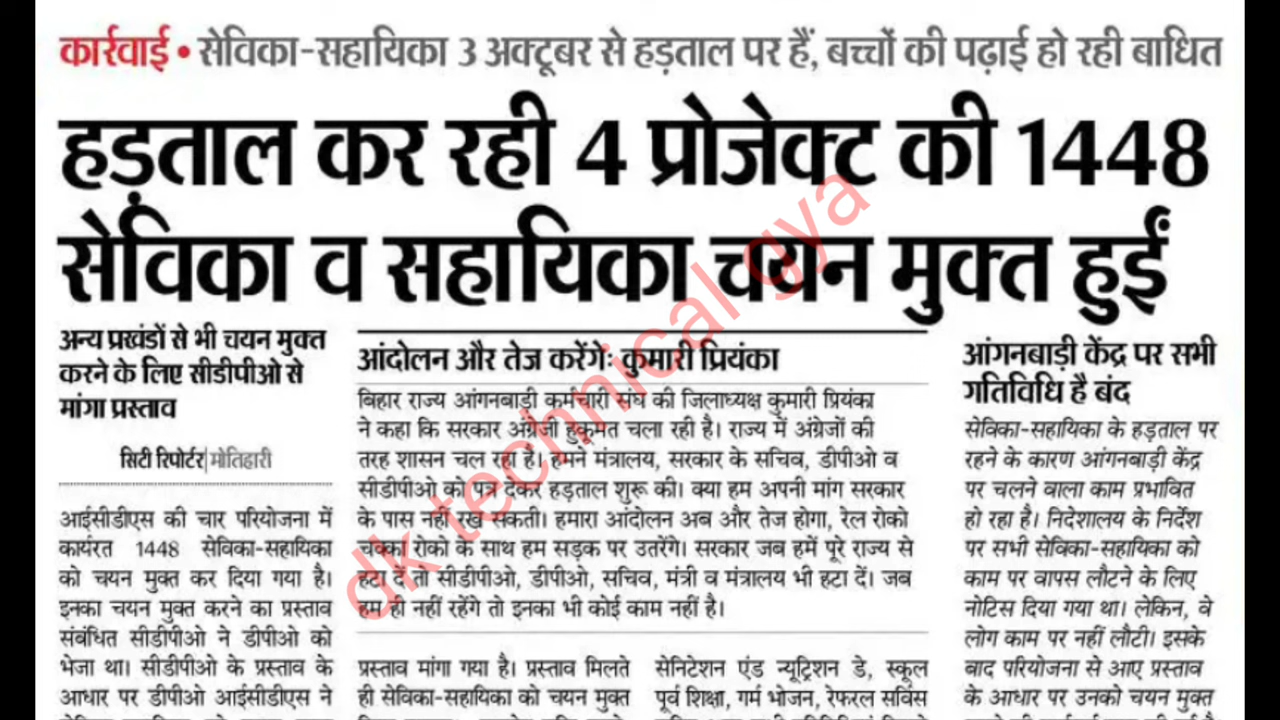 कार्रवाई • सेविका-सहायिका 3 अक्टूबर से हड़ताल पर हैं, बच्चों की पढ़ाई हो रही बाधित
हड़ताल कर रही 4 प्रोजेक्ट की 1448
सेविका व सहायिका चयन मुक्त हुईं
अन्य प्रखंडों से भी चयन मुक्त
करने के लिए सीडीपीओ से
मांगा प्रस्ताव
सिटी रिपोर्टर|मोतिहारी
आईसीडीएस की चार परियोजना में
कार्यरत 1448 सेविका-सहायिका
को चयन मुक्त कर दिया गया है।
इनका चयन मुक्त करने का प्रस्ताव
संबंधित सीडीपीओ ने डीपीओ को
भेजा था। सीडीपीओ के प्रस्ताव के
आधार पर डीपीओ आईसीडीएस ने
आंदोलन और तेज करेंगे: कुमारी प्रियंका
बिहार राज्य आंगनबाड़ी कर्मचारी संघ की जिलाध्यक्ष कुमारी प्रियंका
ने कहा कि सरकार अंग्रेजी हुकूमत चला रही है। राज्य में अंग्रेजों की
तरह शासन चल रहा है। हमने मंत्रालय, सरकार के सचिव, डीपीओ व
सीडीपीओ को पत्र देकर हड़ताल शुरू की। क्या हम अपनी मांग सरकार
के पास नहीं रख सकती। हमारा आंदोलन अब और तेज होगा, रेल रोको
चक्का रोको के साथ हम सड़क पर उतरेंगे। सरकार जब हमें पूरे राज्य से
हटा दें तो सीडीपीओ, डीपीओ, सचिव, मंत्री व मंत्रालय भी हटा दें। जब
हम ही नहीं रहेंगे तो इनका भी कोई काम नहीं है।
प्रस्ताव मांगा गया है। प्रस्ताव मिलते
ही सेविका-सहायिका को चयन मुक्त
सेनिटेशन एंड न्यूट्रिशन डे, स्कूल
पूर्व शिक्षा, गर्म भोजन, रेफरल सर्विस
आंगनबाड़ी केंद्र पर सभी
गतिविधि है बंद
सेविका-सहायिका के हड़ताल पर
रहने के कारण आंगनबाड़ी केंद्र
पर चलने वाला काम प्रभावित
हो रहा है। निदेशालय के निर्देश
पर सभी सेविका-सहायिका को
काम पर वापस लौटने के लिए
नोटिस दिया गया था। लेकिन, वे
लोग काम पर नहीं लौटी। इसके
बाद परियोजना से आए प्रस्ताव
के आधार पर उनको चयन मुक्त
dk technical gya